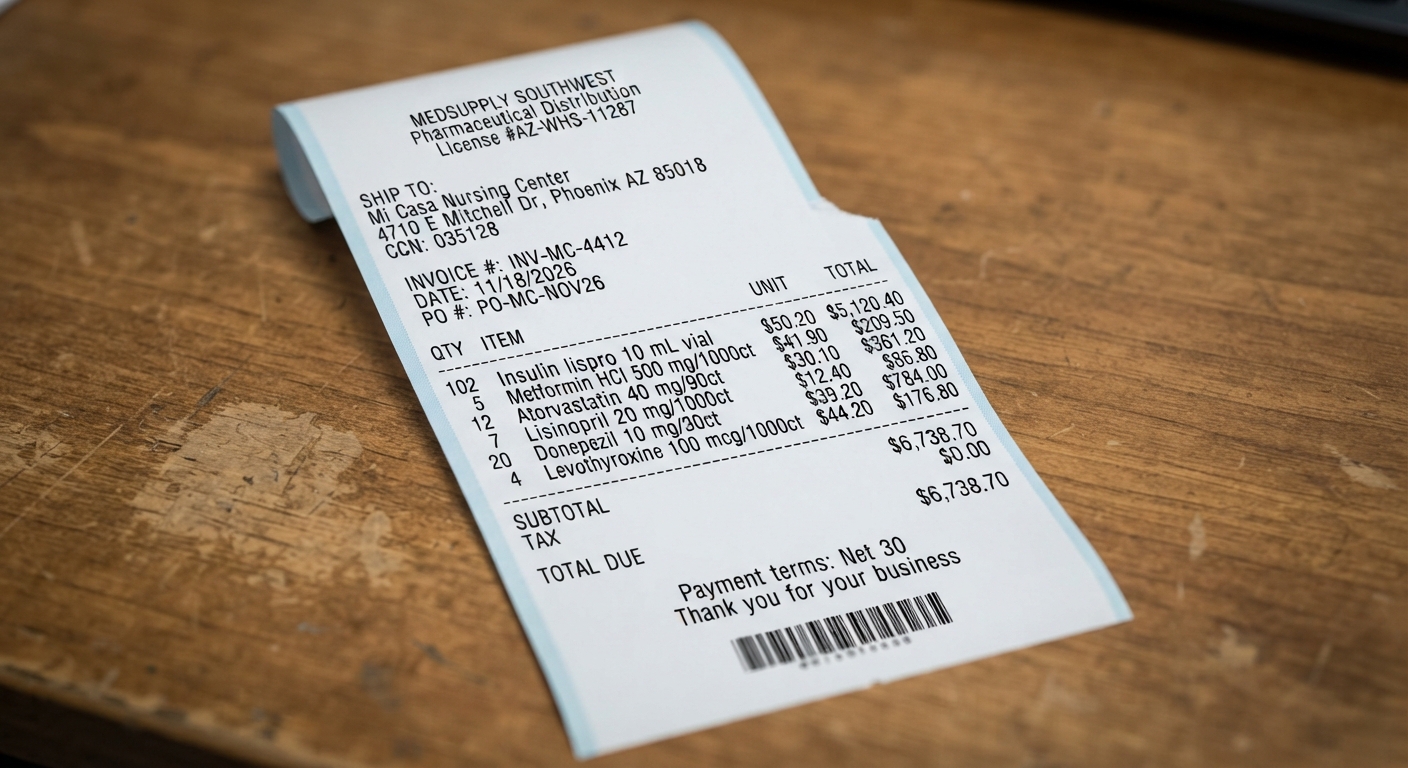 MEDSUPPLY SOUTHWEST
Pharmaceutical Distribution
License #AZ-WHS-11287
SHIP TO:
Mi Casa Nursing Center
4710 E Mitchell Dr, Phoenix AZ 85018
CCN: 035128
INVOICE #: INV-MC-4412
DATE: 11/18/2026
PO #: PO-MC-NOV26
QTY ITEM UNIT TOTAL
102 Insulin lispro 10 mL vial $50.20 $5,120.40
5 Metformin HCl 500 mg/1000ct $41.90 $209.50
12 Atorvastatin 40 mg/90ct $30.10 $361.20
7 Lisinopril 20 mg/1000ct $12.40 $86.80
20 Donepezil 10 mg/30ct $39.20 $784.00
4 Levothyroxine 100 mcg/1000ct $44.20 $176.80
SUBTOTAL $6,738.70
TAX $0.00
TOTAL DUE $6,738.70
Payment terms: Net 30
Thank you for your business